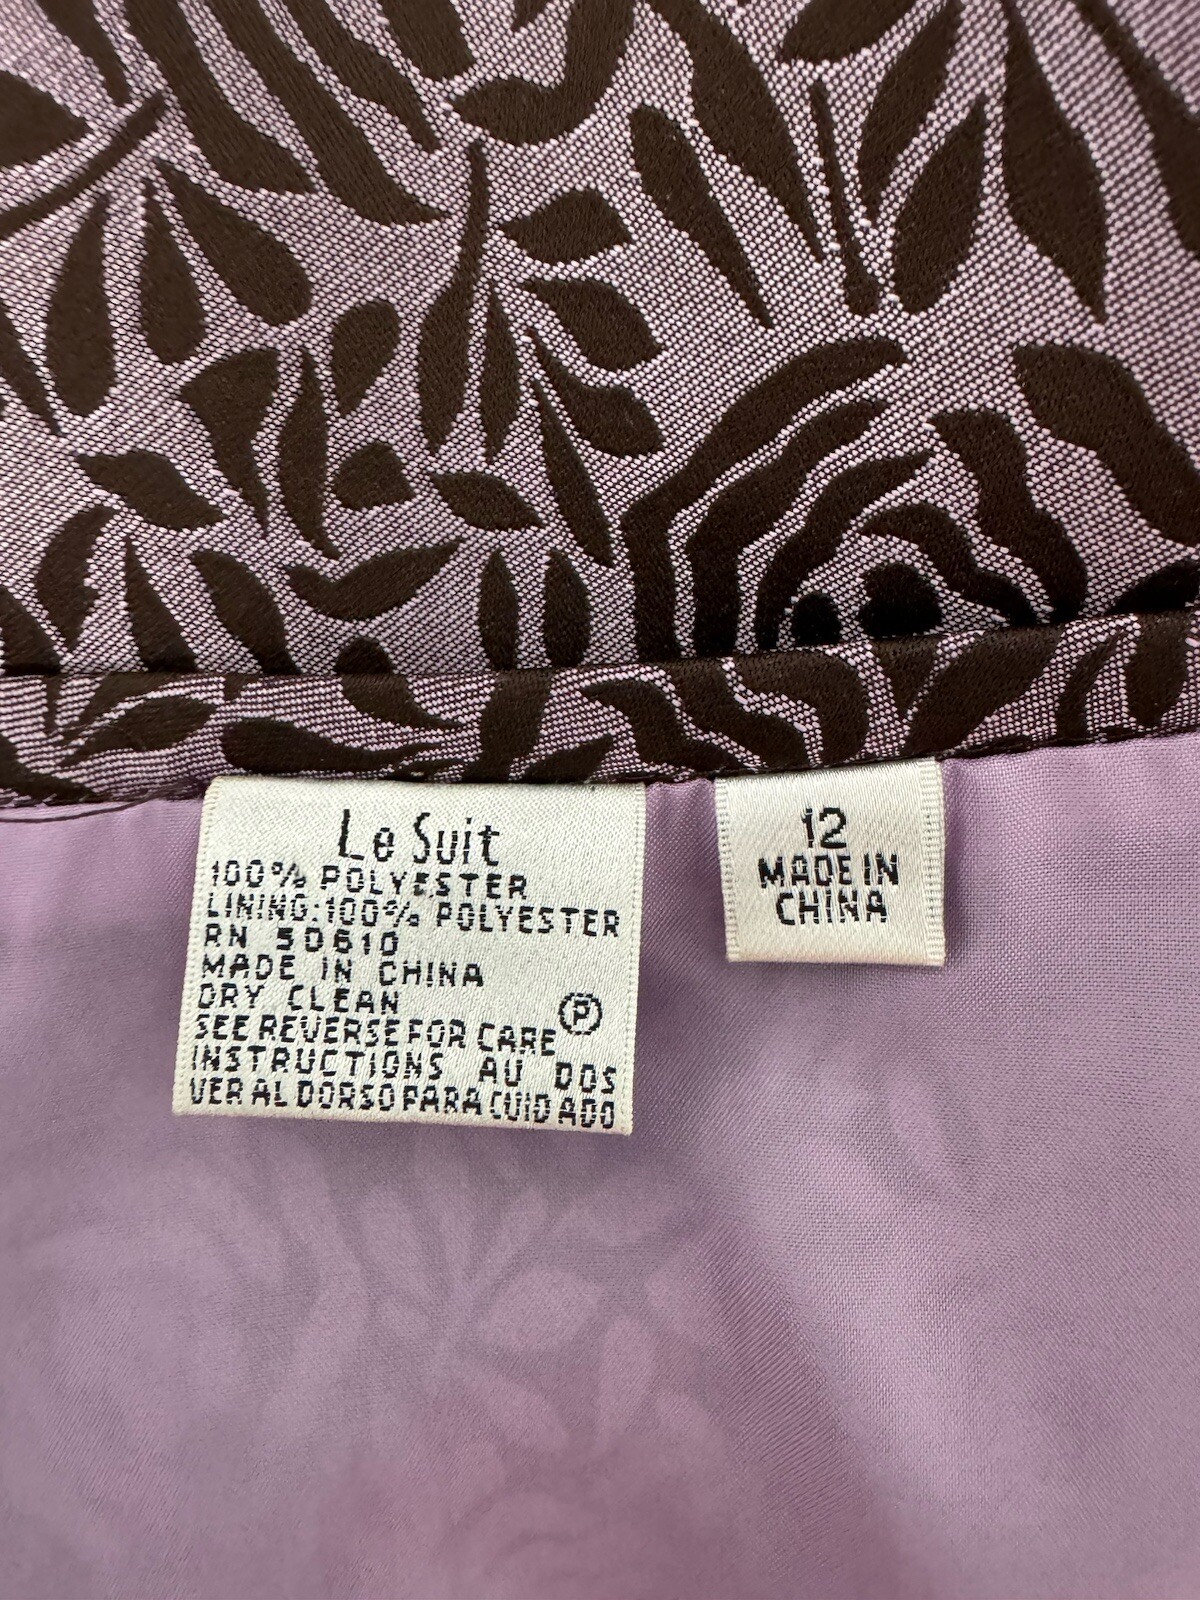 Le Suit
100% POLYESTER
LINING:100% POLYESTER
RN 50610
MADE IN CHINA
DRY CLEAN
P
SEE REVERSE FOR CARE
INSTRUCTIONS AU DOS
VER AL DORSO PARA CUIDADO
12
MADE IN
CHINA